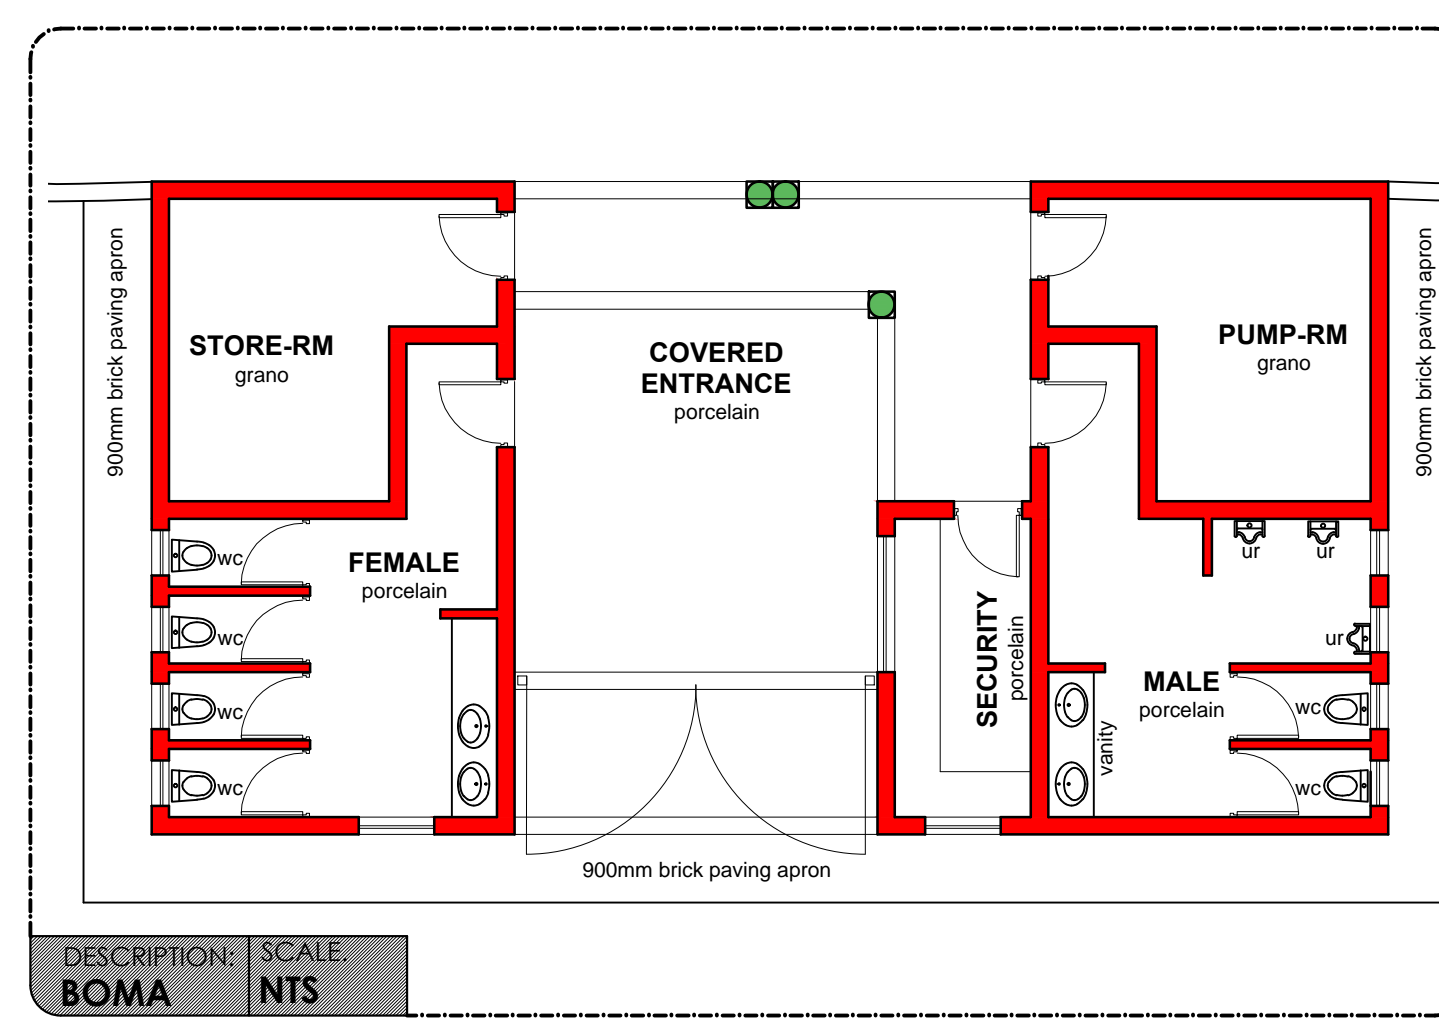 900mm brick paving apron
STORE-RM
grano
COVERED
ENTRANCE
porcelain
PUMP-RM
grano
900mm brick paving apron
FEMALE
porcelain
wc
wc
wc
wc
SECURITY
porcelain
ur
ur
ur
MALE
porcelain
vanity
wc
wc
900mm brick paving apron
DESCRIPTION:
BOMA
SCALE.
NTS